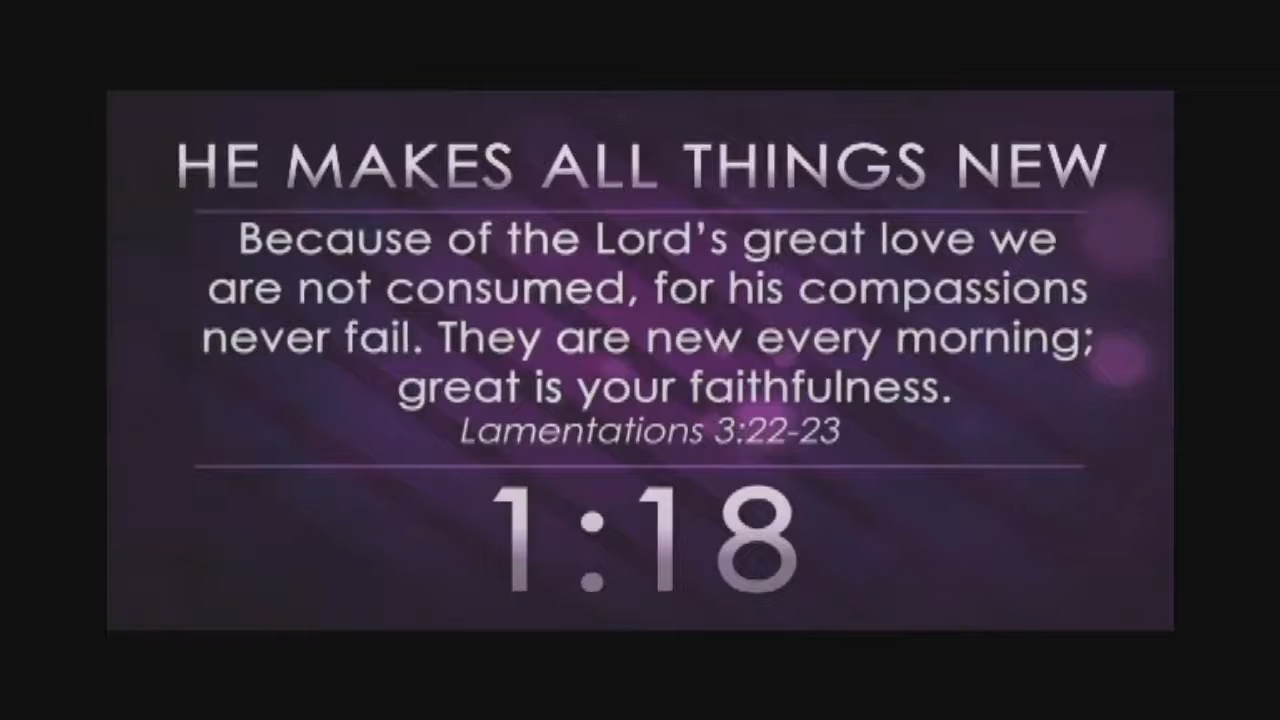 HE MAKES ALL THINGS NEW
Because of the Lord’s great love we
are not consumed, for his compassions
never fail. They are new every morning;
great is your faithfulness.
Lamentations 3:22-23
1:18